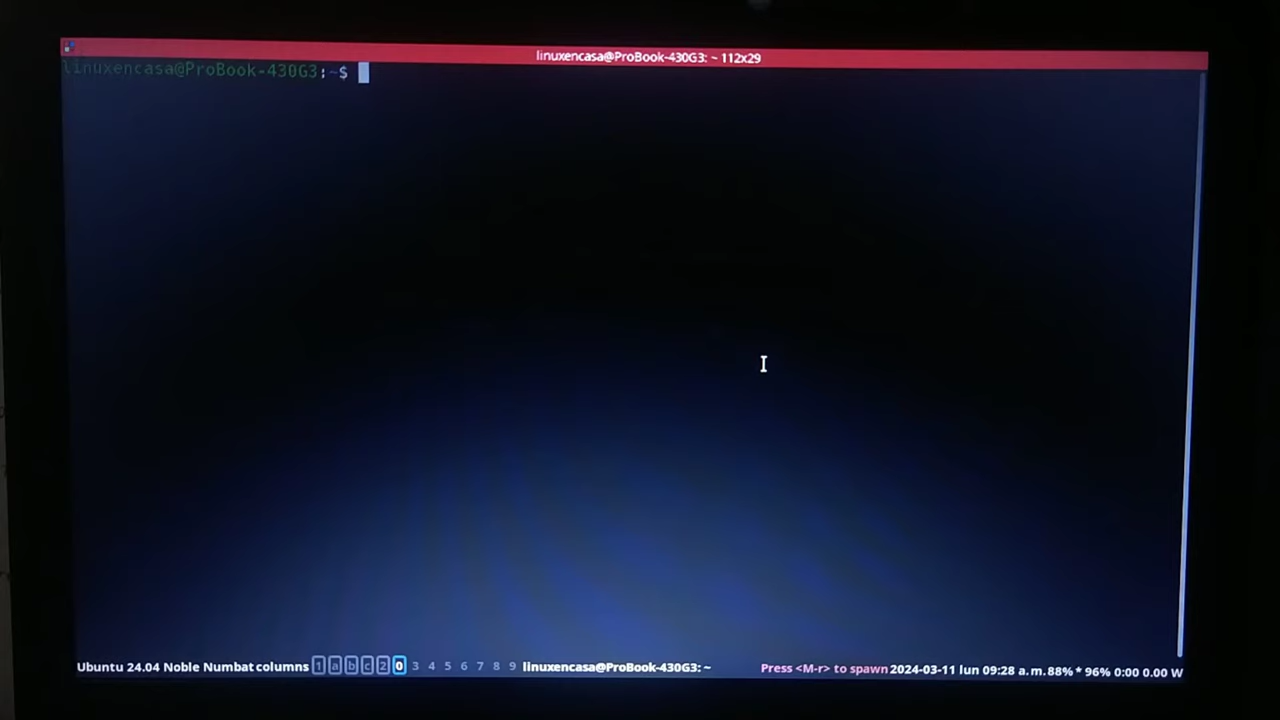 linuxencasa@ProBook-430G3: ~ 112x29
linuxencasa@ProBook-430G3:~$
Ubuntu 24.04 Noble Numbat columns 1 a b c 2 0 3 4 5 6 7 8 9 linuxencasa@ProBook-430G3: ~ Press <M-r> to spawn 2024-03-11 lun 09:28 a.m. 88% * 96% 0:00 0.00 W